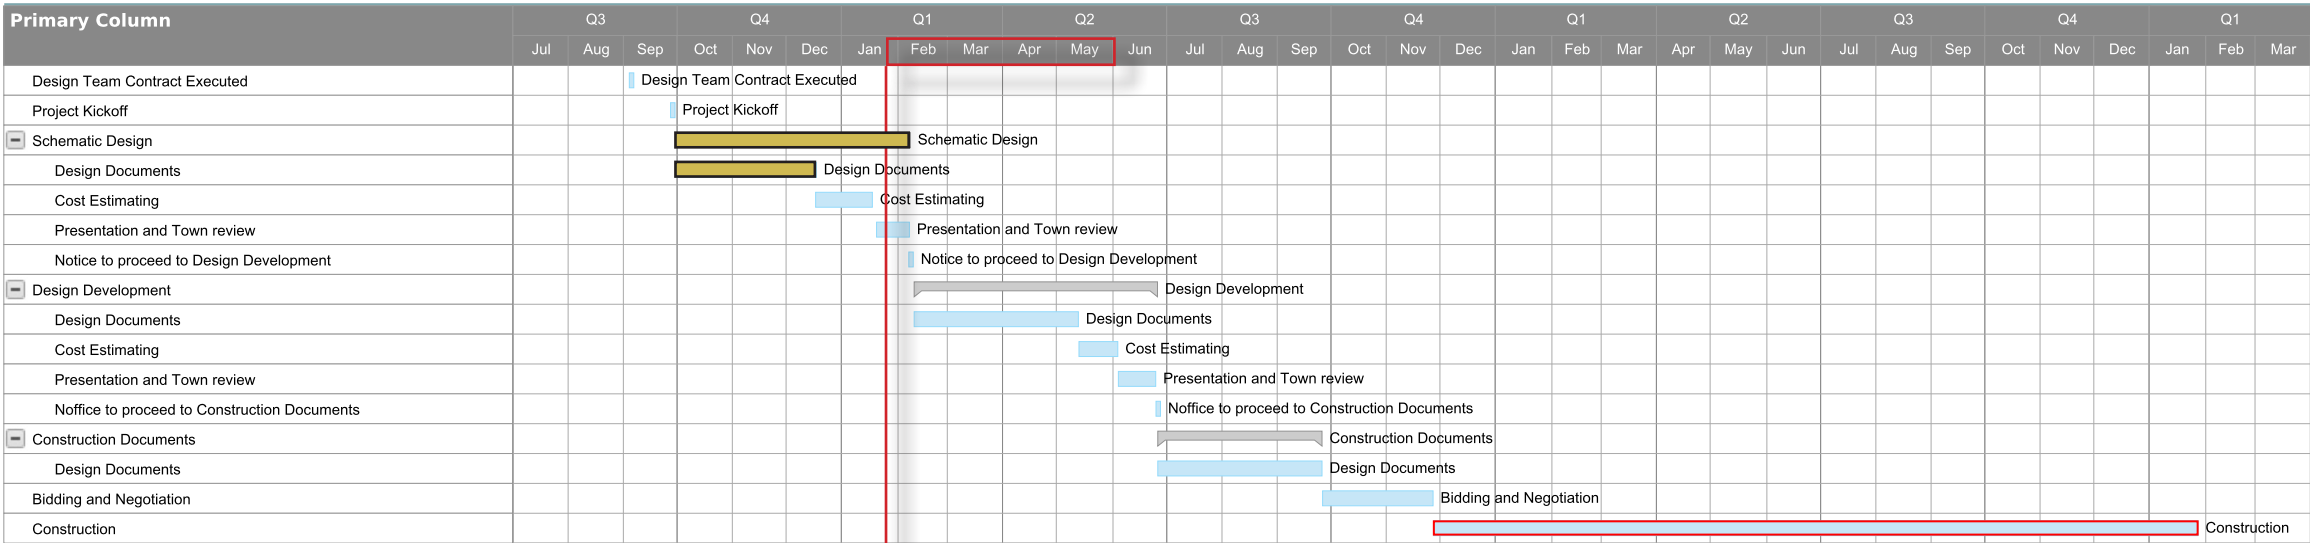 Primary Column Q3 Q4 Q1 Q2 Q3 Q4 Q1 Q2 Q3 Q4 Q1
Jul Aug Sep Oct Nov Dec Jan Feb Mar Apr May Jun Jul Aug Sep Oct Nov Dec Jan Feb Mar Apr May Jun Jul Aug Sep Oct Nov Dec Jan Feb Mar
Design Team Contract Executed Design Team Contract Executed
Project Kickoff Project Kickoff
Schematic Design Schematic Design
Design Documents Design Documents
Cost Estimating Cost Estimating
Presentation and Town review Presentation and Town review
Notice to proceed to Design Development Notice to proceed to Design Development
Design Development Design Development
Design Documents Design Documents
Cost Estimating Cost Estimating
Presentation and Town review Presentation and Town review
Noffice to proceed to Construction Documents Noffice to proceed to Construction Documents
Construction Documents Construction Documents
Design Documents Design Documents
Bidding and Negotiation Bidding and Negotiation
Construction Construction